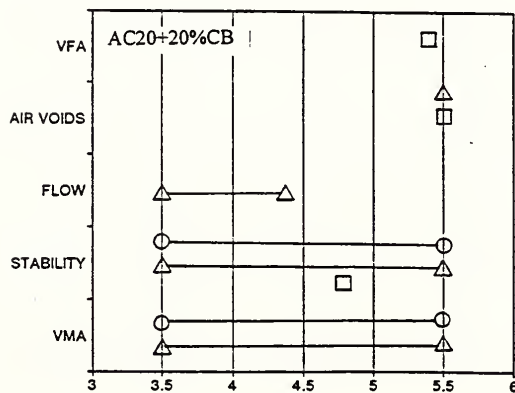 AC20+20%CB
VFA
AIR VOIDS
FLOW
STABILITY
VMA
3 3.5 4 4.5 5 5.5 6